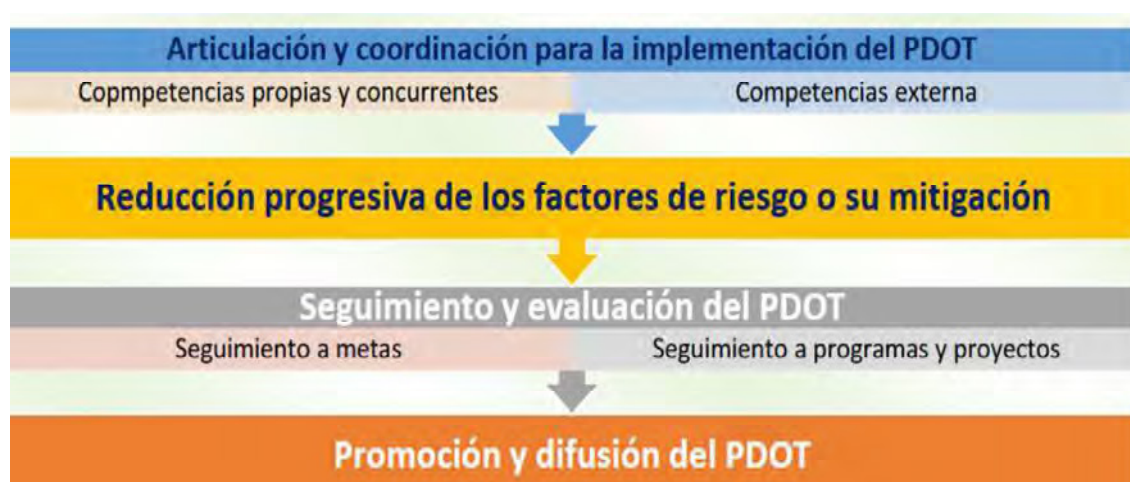 Articulación y coordinación para la implementación del PDOT
Copmpetencias propias y concurrentes
Competencias externa
Reducción progresiva de los factores de riesgo o su mitigación
Seguimiento y evaluación del PDOT
Seguimiento a metas
Seguimiento a programas y proyectos
Promoción y difusión del PDOT